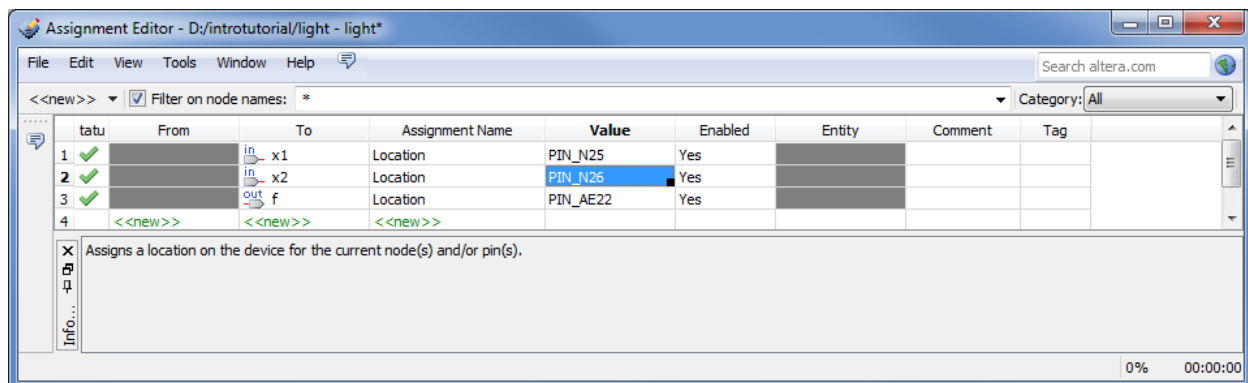 Assignment Editor - D:/introtutorial/light - light*
File Edit View Tools Window Help Search altera.com
<<new>> Filter on node names: * Category: All
tatu From To Assignment Name Value Enabled Entity Comment Tag
1 in x1 Location PIN_N25 Yes
2 in x2 Location PIN_N26 Yes
3 out f Location PIN_AE22 Yes
4 <<new>> <<new>> <<new>>
Assigns a location on the device for the current node(s) and/or pin(s).
Info...
0% 00:00:00